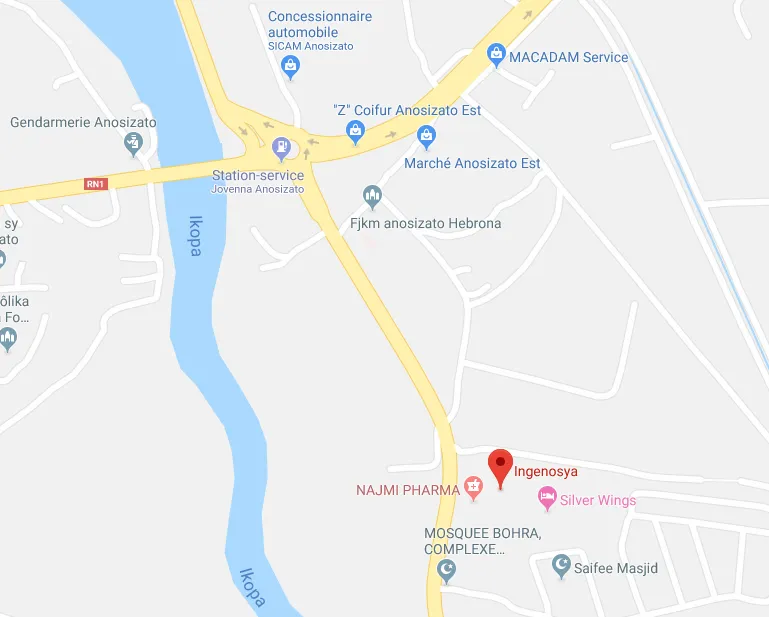 Concessionnaire
automobile
SICAM Anosizato
MACADAM Service
"Z" Coifur Anosizato Est
Gendarmerie Anosizato
Marché Anosizato Est
Station-service
Jovenna Anosizato
RN1
Fjkm anosizato Hebrona
sy
ato
Ikopa
ôlika
Fo...
Ingenosya
NAJMI PHARMA
Silver Wings
MOSQUEE BOHRA,
COMPLEXE...
Saifee Masjid
Ikopa